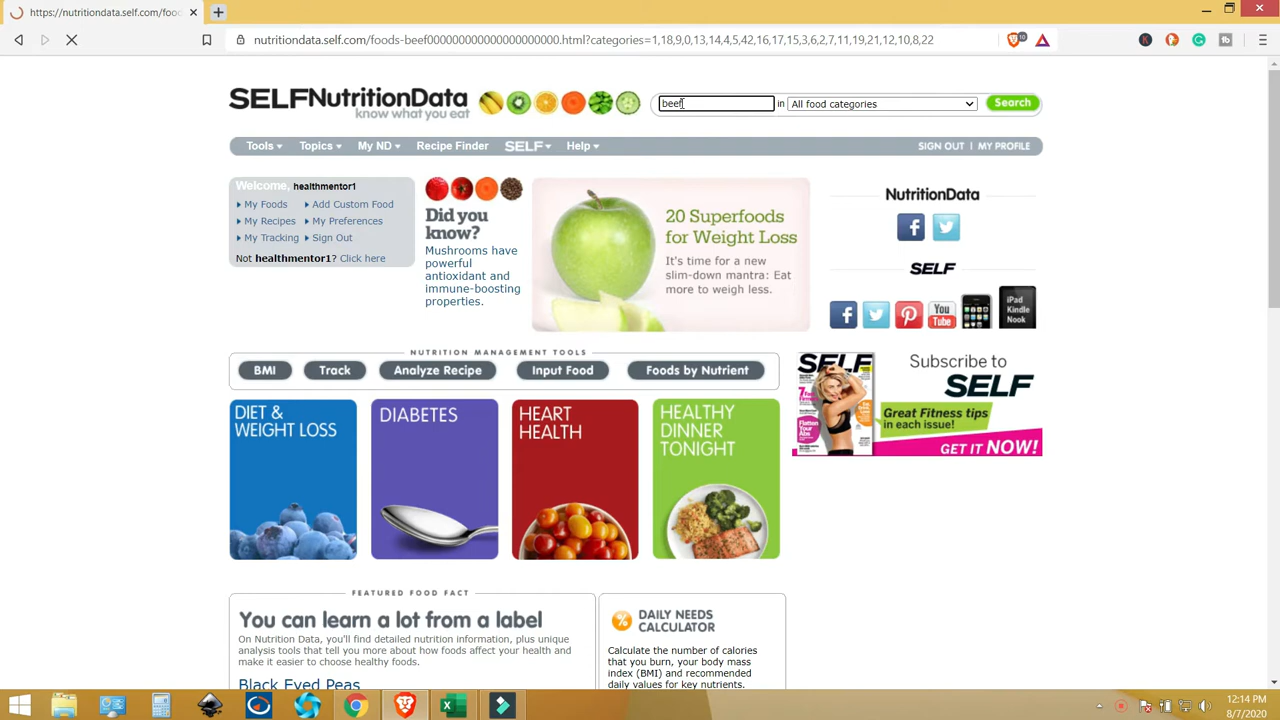 https://nutritiondata.self.com/food
nutritiondata.self.com/foods-beef000000000000000000000.html?categories=1,18,9,0,13,14,4,5,42,16,17,15,3,6,2,7,11,19,21,12,10,8,22
SELFNutritionData
know what you eat
beef in All food categories Search
Tools Topics My ND Recipe Finder SELF Help SIGN OUT | MY PROFILE
Welcome, healthmentor1
My Foods Add Custom Food
My Recipes My Preferences
My Tracking Sign Out
Not healthmentor1? Click here
Did you
know?
Mushrooms have
powerful
antioxidant and
immune-boosting
properties.
20 Superfoods
for Weight Loss
It's time for a new
slim-down mantra: Eat
more to weigh less.
NutritionData
SELF
You
Tube
iPad
Kindle
Nook
NUTRITION MANAGEMENT TOOLS
BMI Track Analyze Recipe Input Food Foods by Nutrient
DIET &
WEIGHT LOSS
DIABETES
HEART
HEALTH
HEALTHY
DINNER
TONIGHT
SELF
Subscribe to
SELF
Great Fitness tips
in each issue!
GET IT NOW!
FEATURED FOOD FACT
You can learn a lot from a label
On Nutrition Data, you'll find detailed nutrition information, plus unique
analysis tools that tell you more about how foods affect your health and
make it easier to choose healthy foods.
Black Eyed Peas
DAILY NEEDS
CALCULATOR
Calculate the number of calories
that you burn, your body mass
index (BMI) and recommended
daily values for key nutrients.
12:14 PM
8/7/2020